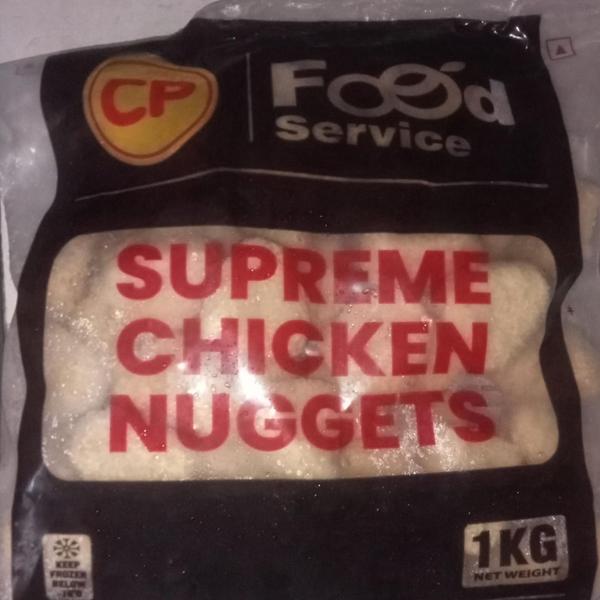 CP
Food
Service
SUPREME
CHICKEN
NUGGETS
KEEP
FROZEN
BELOW
1KG
NET WEIGHT